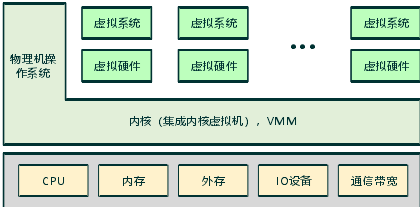 虚拟系统 虚拟系统 虚拟系统
物理机操
作系统
虚拟硬件 虚拟硬件 ••• 虚拟硬件
内核（集成内核虚拟机），VMM
CPU 内存 外存 IO设备 通信带宽